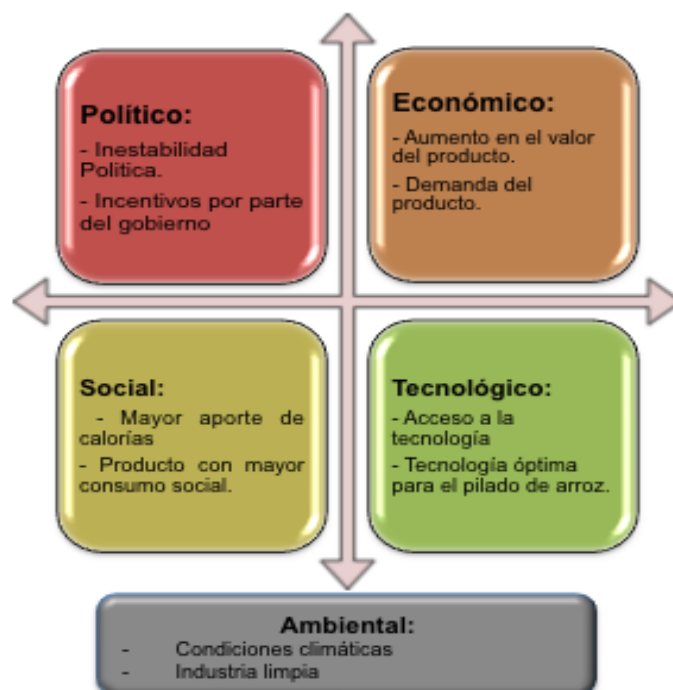 Político:
- Inestabilidad
Politica.
- Incentivos por parte
del gobierno
Económico:
- Aumento en el valor
del producto.
- Demanda del
producto.
Social:
- Mayor aporte de
calorías
- Producto con mayor
consumo social.
Tecnológico:
- Acceso a la
tecnología
- Tecnología óptima
para el pilado de arroz.
Ambiental:
- Condiciones climáticas
- Industria limpia